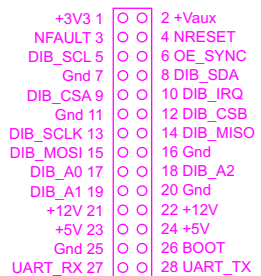 +3V3 1 2 +Vaux
NFAULT 3 4 NRESET
DIB_SCL 5 6 OE_SYNC
Gnd 7 8 DIB_SDA
DIB_CSA 9 10 DIB_IRQ
Gnd 11 12 DIB_CSB
DIB_SCLK 13 14 DIB_MISO
DIB_MOSI 15 16 Gnd
DIB_A0 17 18 DIB_A2
DIB_A1 19 20 Gnd
+12V 21 22 +12V
+5V 23 24 +5V
Gnd 25 26 BOOT
UART_RX 27 28 UART_TX